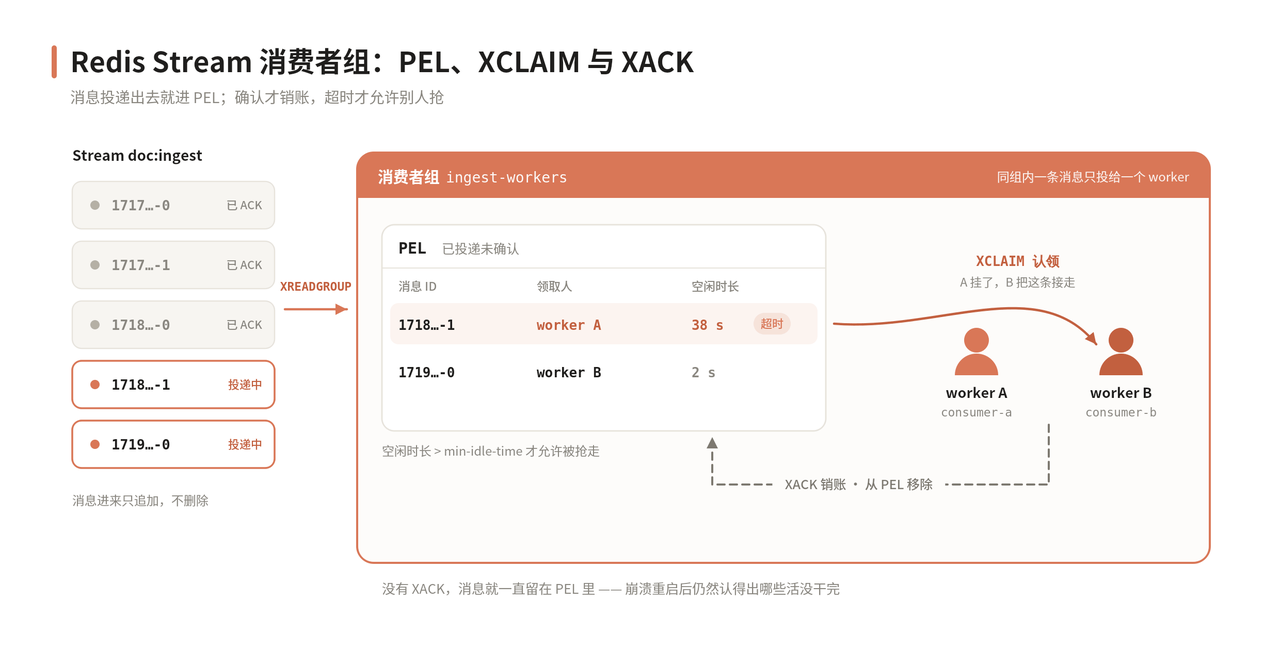 Redis Stream 消费者组：PEL、XCLAIM 与 XACK
消息投递出去就进 PEL；确认才销账，超时才允许别人抢
Stream doc:ingest
1717…-0 已 ACK
1717…-1 已 ACK
1718…-0 已 ACK
1718…-1 投递中
1719…-0 投递中
消息进来只追加，不删除
XREADGROUP
消费者组 ingest-workers
同组内一条消息只投给一个 worker
PEL 已投递未确认
消息 ID 领取人 空闲时长
1718…-1 worker A 38 s 超时
1719…-0 worker B 2 s
空闲时长 > min-idle-time 才允许被抢走
XCLAIM 认领
A 挂了，B 把这条接走
worker A worker B
consumer-a consumer-b
XACK 销账 · 从 PEL 移除
没有 XACK，消息就一直留在 PEL 里 —— 崩溃重启后仍然认得出哪些活没干完